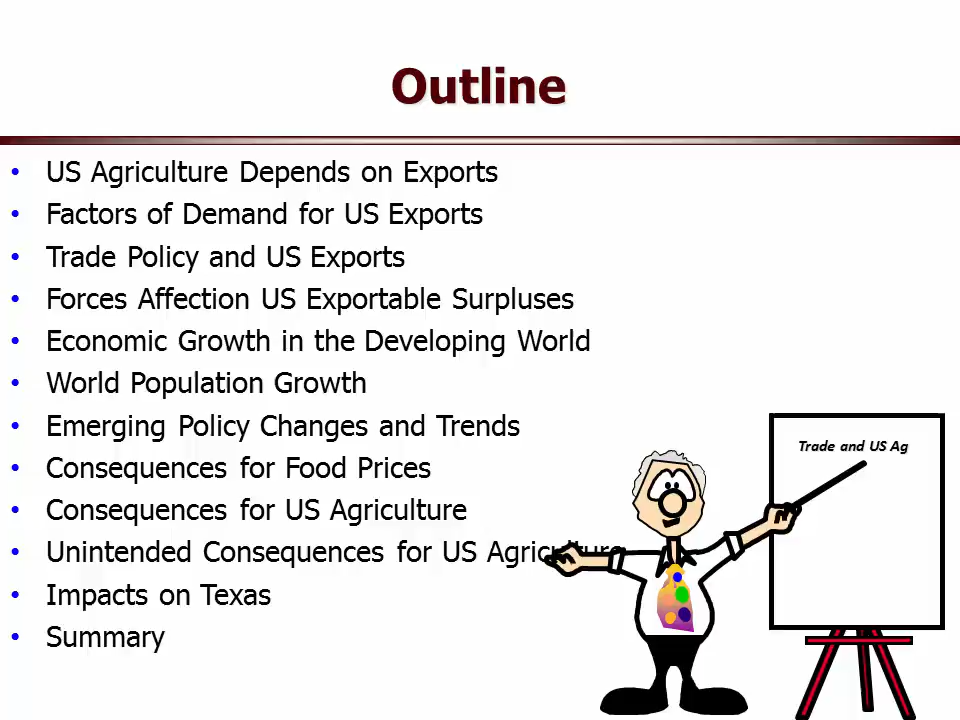 Outline
• US Agriculture Depends on Exports
• Factors of Demand for US Exports
• Trade Policy and US Exports
• Forces Affection US Exportable Surpluses
• Economic Growth in the Developing World
• World Population Growth
• Emerging Policy Changes and Trends
• Consequences for Food Prices
• Consequences for US Agriculture
• Unintended Consequences for US Agriculture
• Impacts on Texas
• Summary
Trade and US Ag